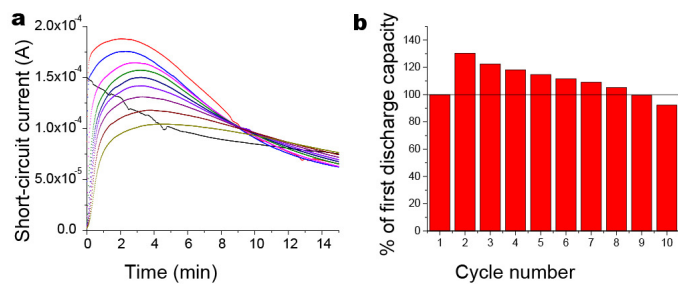 a
Short-circuit current (A)
2.0x10⁻⁴
1.5x10⁻⁴
1.0x10⁻⁴
5.0x10⁻⁵
0.0
0 2 4 6 8 10 12 14
Time (min)
b
% of first discharge capacity
140
120
100
80
60
40
20
0
1 2 3 4 5 6 7 8 9 10
Cycle number